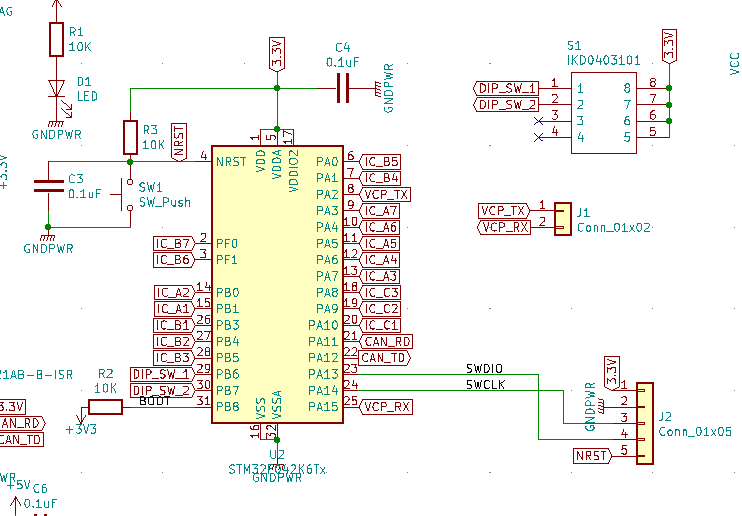 AG
R1
10K
D1
LED
GNDPWR
3.3V
C4
0.1uF
GNDPWR
R3
10K
NRST
+3.3V
C3
0.1uF
GNDPWR
SW1
SW_Push
1 5 17
VDD
VDDA
VDDIO2
4 NRST
IC_B7 2 PF0
IC_B6 3 PF1
IC_A2 14 PB0
IC_A1 15 PB1
IC_B1 26 PB3
IC_B2 27 PB4
IC_B3 28 PB5
DIP_SW_1 29 PB6
DIP_SW_2 30 PB7
BOOT 31 PB8
PA0 6 IC_B5
PA1 7 IC_B4
PA2 8 VCP_TX
PA3 9 IC_A7
PA4 10 IC_A6
PA5 11 IC_A5
PA6 12 IC_A4
PA7 13 IC_A3
PA8 18 IC_C3
PA9 19 IC_C2
PA10 20 IC_C1
PA11 21 CAN_RD
PA12 22 CAN_TD
PA13 23 SWDIO
PA14 24 SWCLK
PA15 25 VCP_RX
VSS
VSSA
16 32
U2
STM32F042K6Tx
GNDPWR
R2
10K
+3V3
21AB-B-ISR
3.3V
AN_RD
CAN_TD
WR
+5V
C6
0.1uF
S1
IKD0403101
3.3V
VCC
DIP_SW_1 1 1 8 8
DIP_SW_2 2 2 7 7
3 3 6 6
4 4 5 5
VCP_TX 1
VCP_RX 2
J1
Conn_01x02
3.3V 1
GNDPWR 2
3
4
NRST 5
J2
Conn_01x05